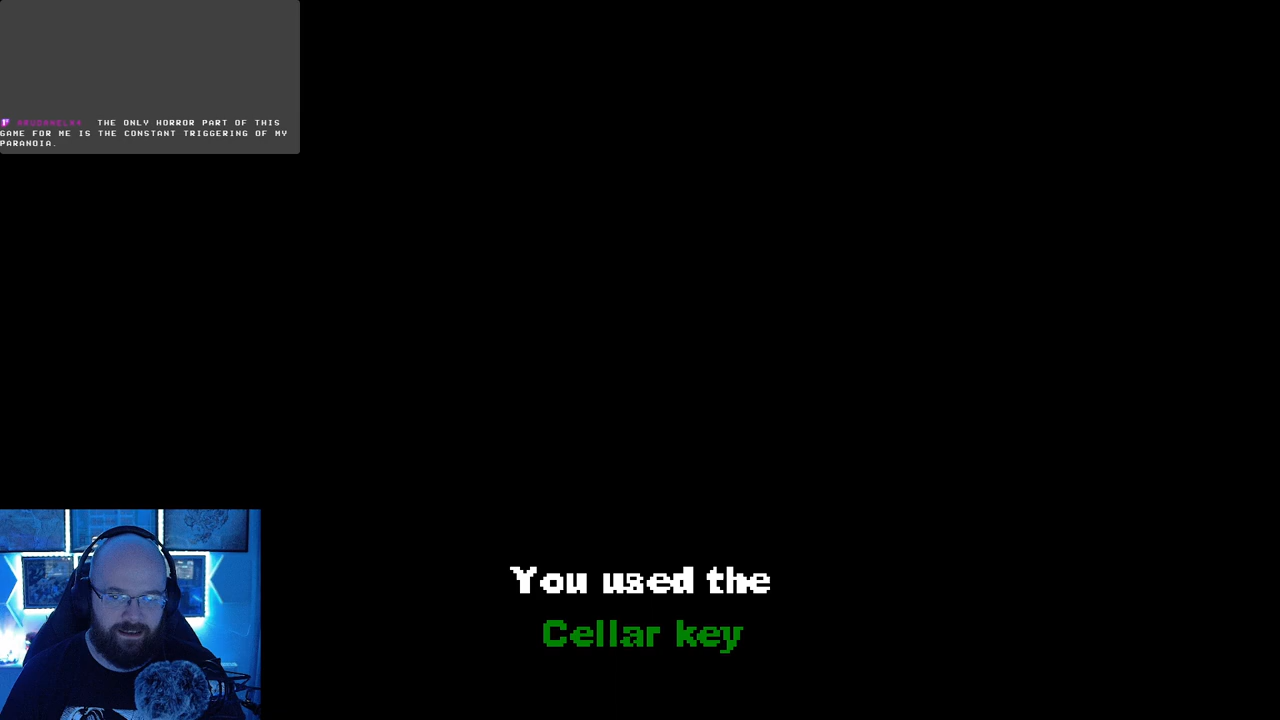 THE ONLY HORROR PART OF THIS
GAME FOR ME IS THE CONSTANT TRIGGERING OF MY
PARANOIA.
You used the
Cellar key